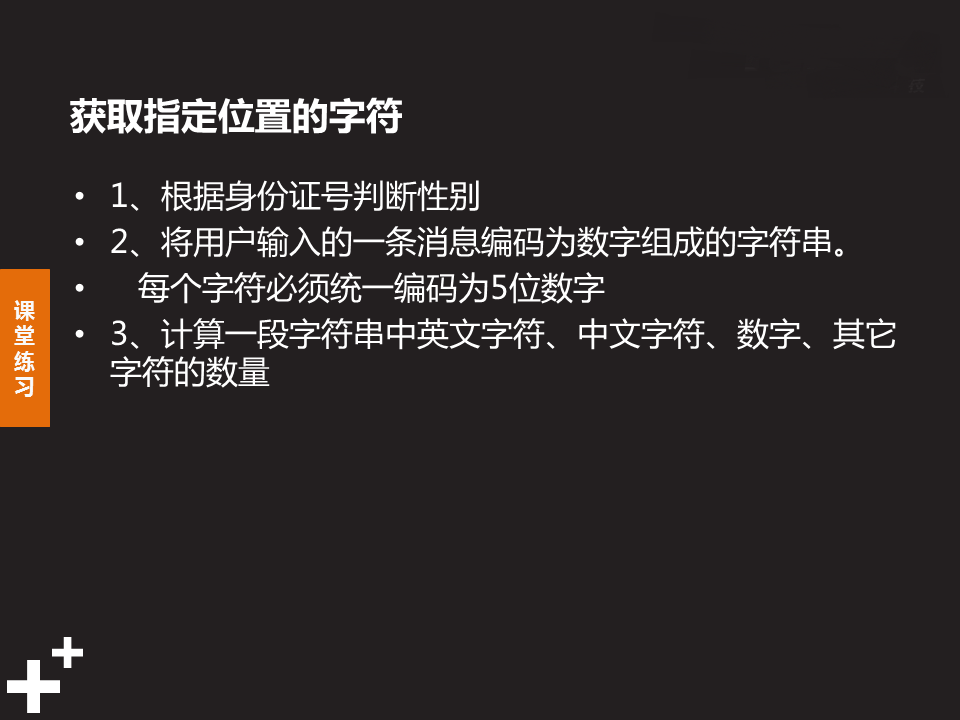 获取指定位置的字符
• 1、根据身份证号判断性别
• 2、将用户输入的一条消息编码为数字组成的字符串。
• 每个字符必须统一编码为5位数字
• 3、计算一段字符串中英文字符、中文字符、数字、其它
字符的数量
课
堂
练
习